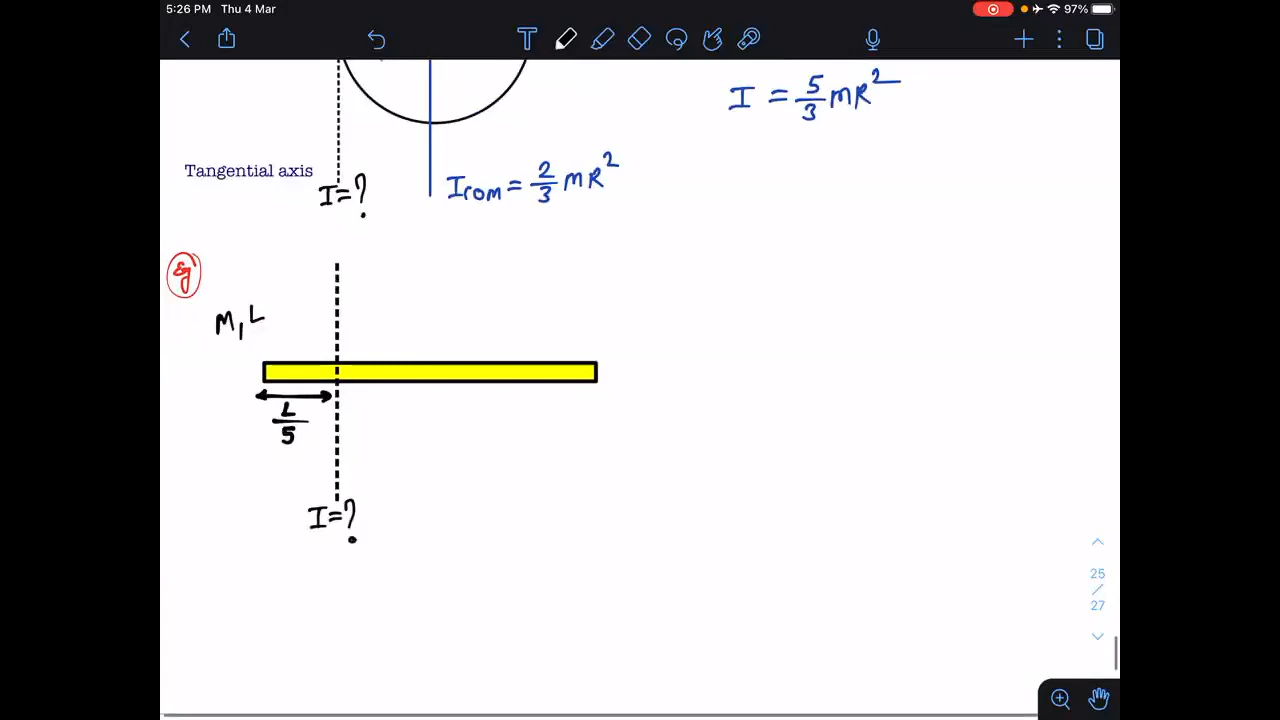 5:26 PM Thu 4 Mar
97%
T
I = 5/3 mR²
Tangential axis
I=?
Icom = 2/3 mR²
Eg
M, L
L/5
I=?
25
/
27